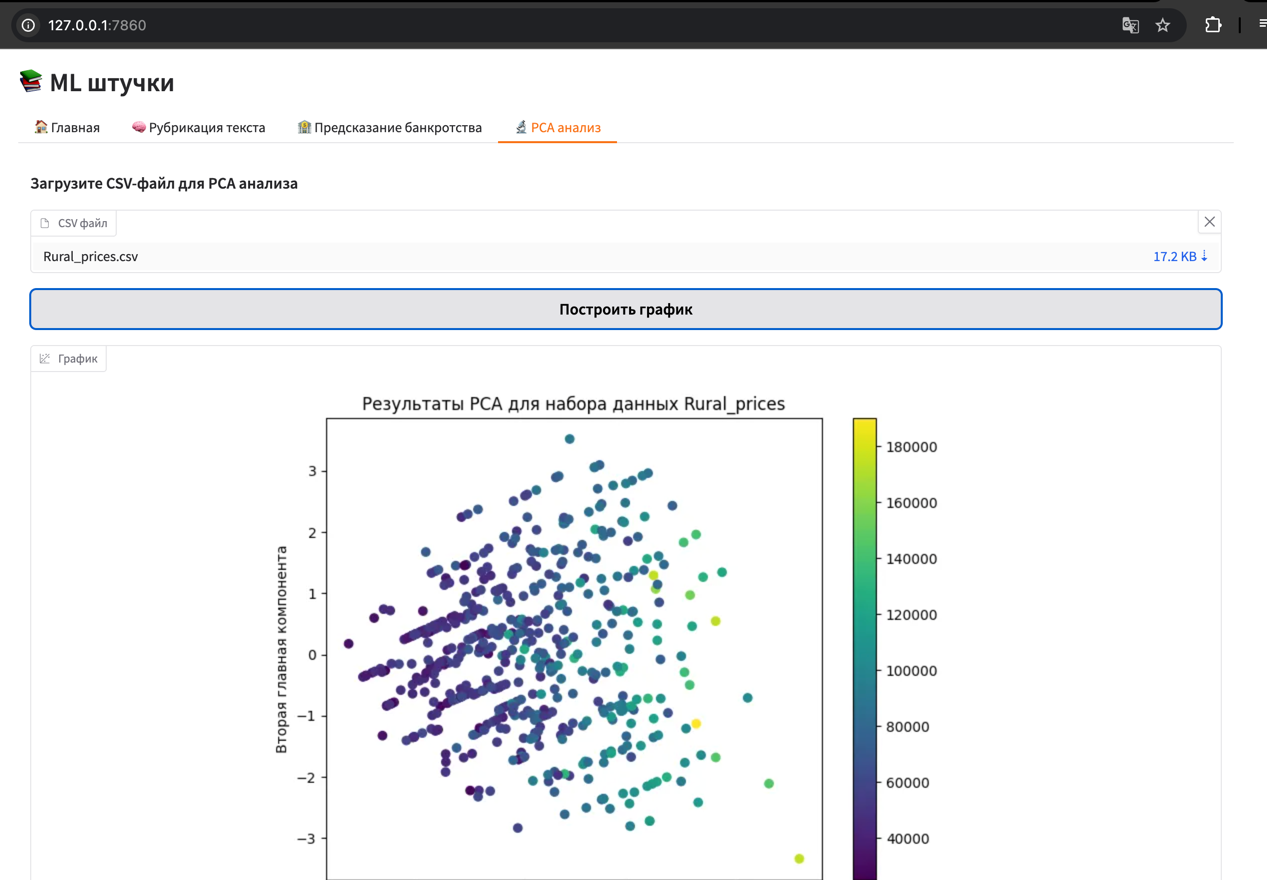 127.0.0.1:7860
ML штучки
Главная Рубрикация текста Предсказание банкротства PCA анализ
Загрузите CSV-файл для PCA анализа
CSV файл
Rural_prices.csv 17.2 KB ↓
Построить график
График
Результаты PCA для набора данных Rural_prices
Вторая главная компонента
3
2
1
0
−1
−2
−3
180000
160000
140000
120000
100000
80000
60000
40000